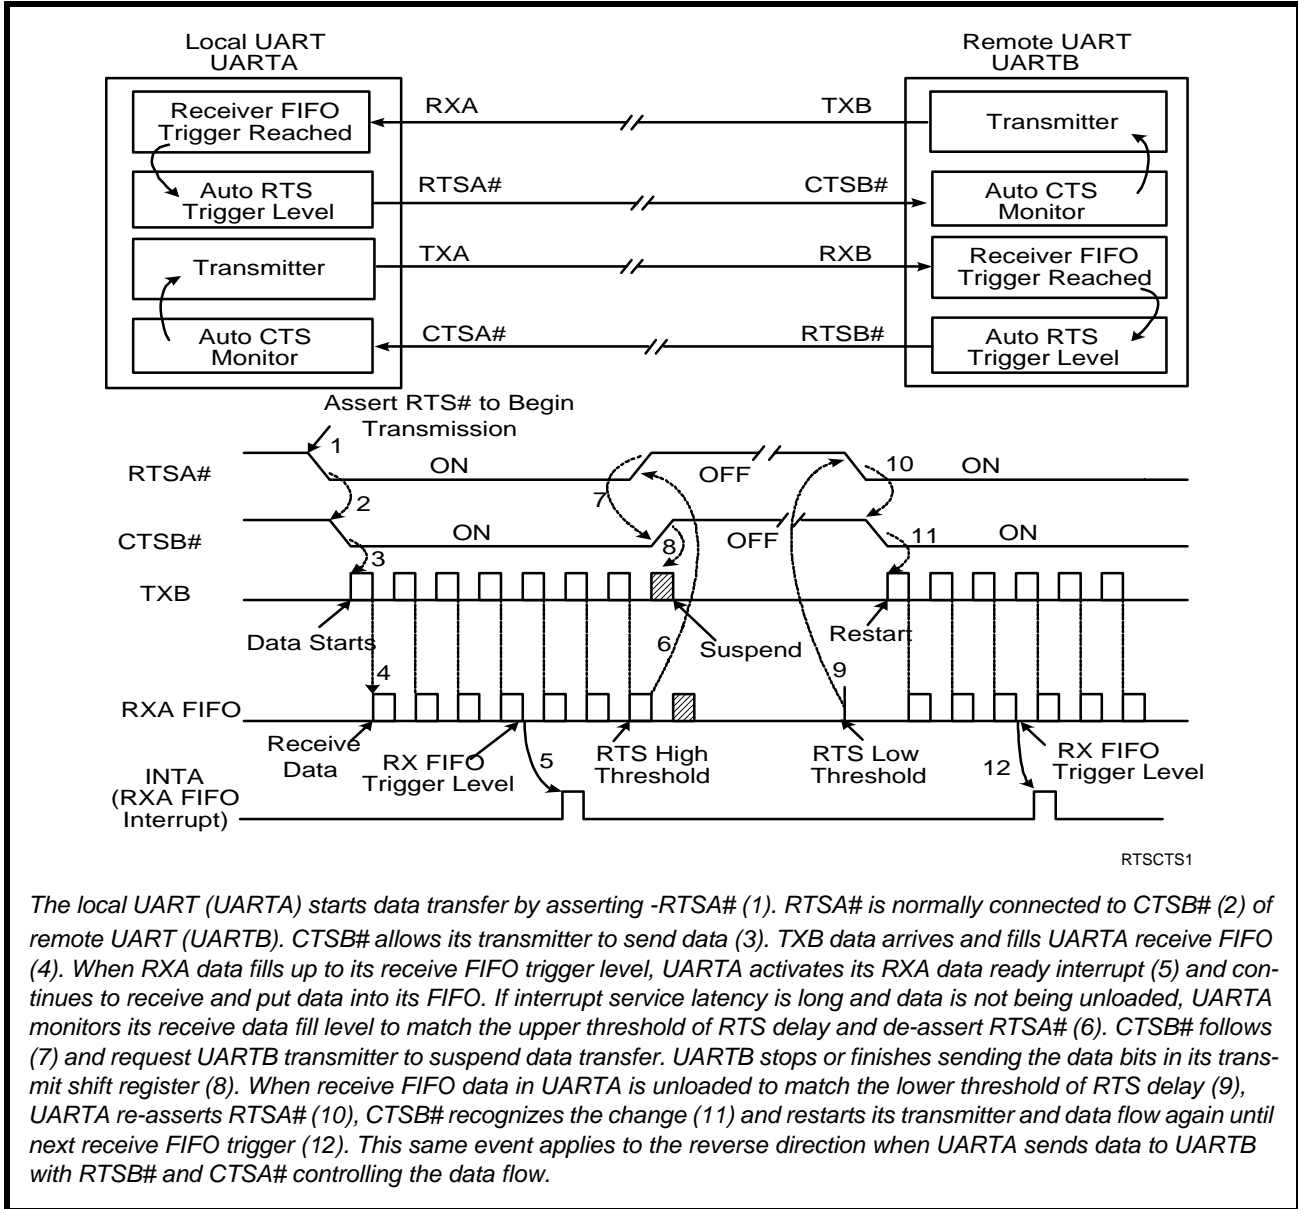 Local UART
UARTA
Remote UART
UARTB
Receiver FIFO
Trigger Reached
RXA
TXB
Transmitter
Auto RTS
Trigger Level
RTSA#
CTSB#
Auto CTS
Monitor
Transmitter
TXA
RXB
Receiver FIFO
Trigger Reached
Auto CTS
Monitor
CTSA#
RTSB#
Auto RTS
Trigger Level
Assert RTS# to Begin
Transmission
1
RTSA#
ON
OFF
10
ON
2
7
CTSB#
ON
8
OFF
11
ON
3
TXB
Data Starts
6
Suspend
Restart
4
9
RXA FIFO
Receive
Data
RX FIFO
Trigger Level
5
RTS High
Threshold
RTS Low
Threshold
12
RX FIFO
Trigger Level
INTA
(RXA FIFO
Interrupt)
RTSCTS1
The local UART (UARTA) starts data transfer by asserting -RTSA# (1). RTSA# is normally connected to CTSB# (2) of
remote UART (UARTB). CTSB# allows its transmitter to send data (3). TXB data arrives and fills UARTA receive FIFO
(4). When RXA data fills up to its receive FIFO trigger level, UARTA activates its RXA data ready interrupt (5) and con-
tinues to receive and put data into its FIFO. If interrupt service latency is long and data is not being unloaded, UARTA
monitors its receive data fill level to match the upper threshold of RTS delay and de-assert RTSA# (6). CTSB# follows
(7) and request UARTB transmitter to suspend data transfer. UARTB stops or finishes sending the data bits in its trans-
mit shift register (8). When receive FIFO data in UARTA is unloaded to match the lower threshold of RTS delay (9),
UARTA re-asserts RTSA# (10), CTSB# recognizes the change (11) and restarts its transmitter and data flow again until
next receive FIFO trigger (12). This same event applies to the reverse direction when UARTA sends data to UARTB
with RTSB# and CTSA# controlling the data flow.